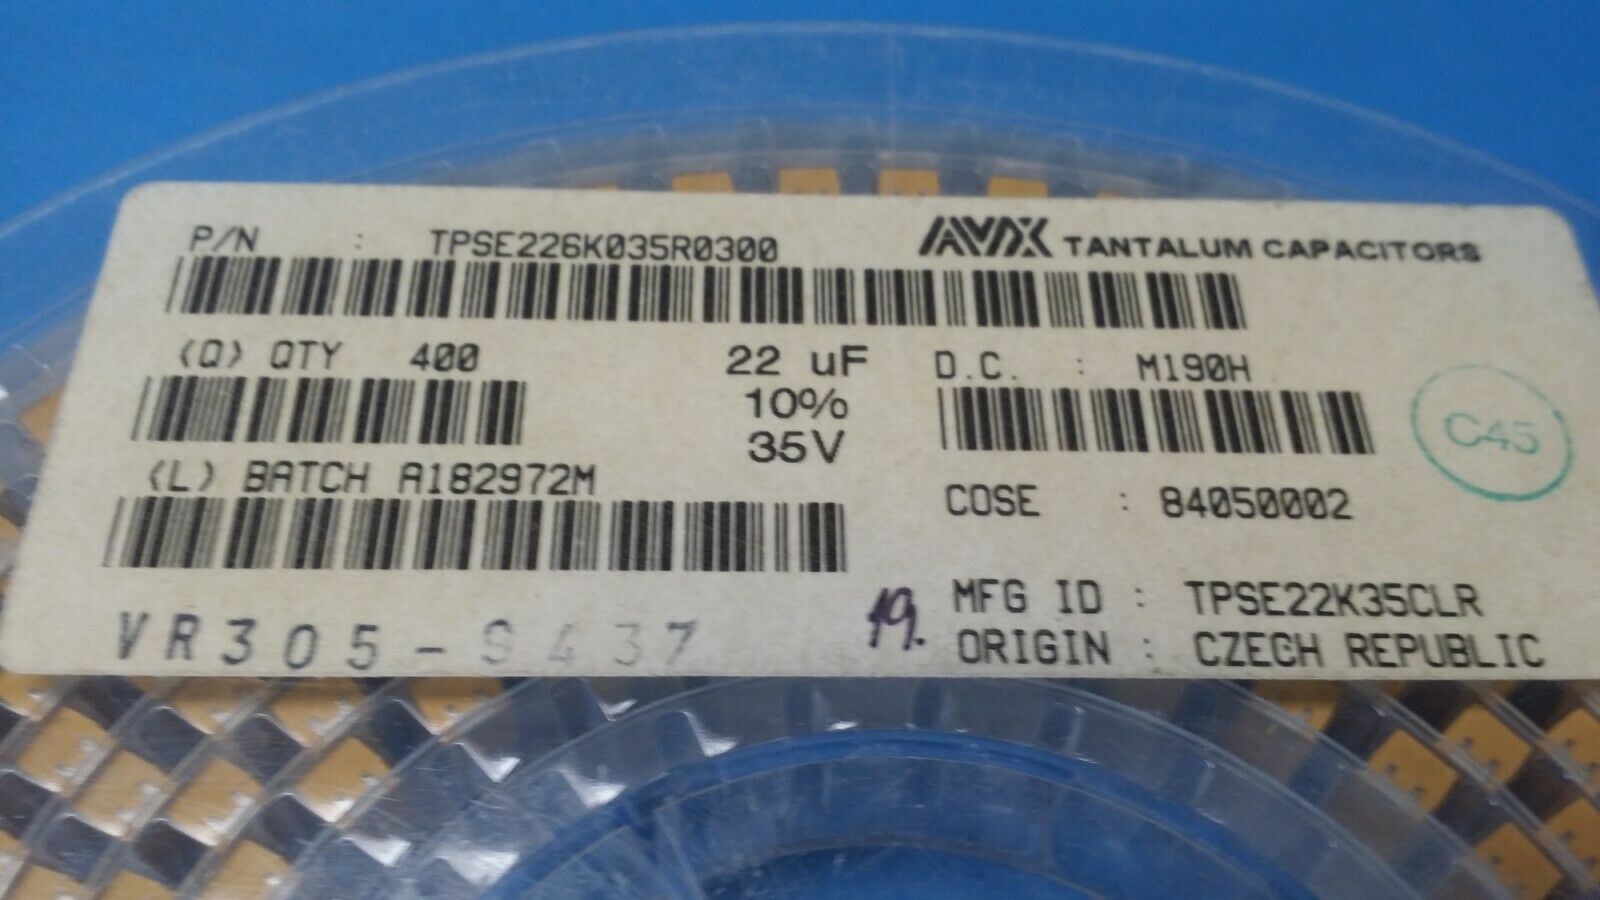 P/N : TPSE226K035R0300
AVX TANTALUM CAPACITORS
(Q) QTY 400
22 uF
10%
35V
D.C. : M190H
C45
(L) BATCH A182972M
COSE : 84050002
VR305-9437
19.
MFG ID : TPSE22K35CLR
ORIGIN : CZECH REPUBLIC